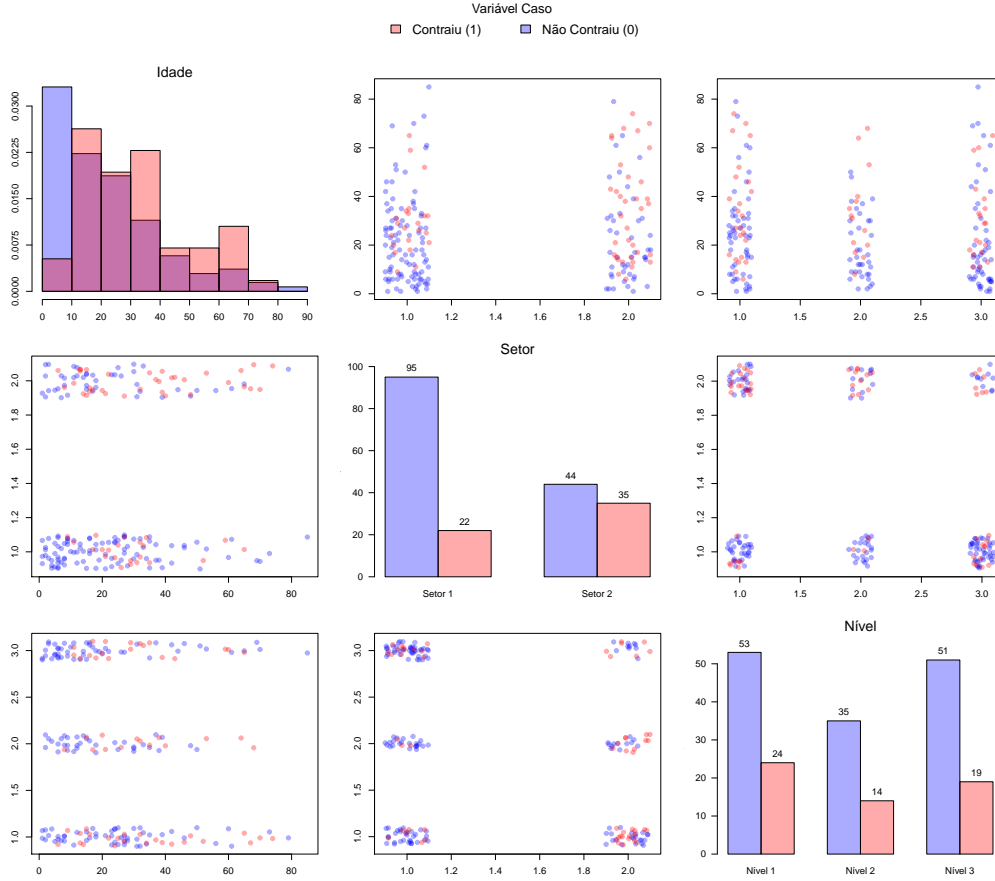 Variável Caso
Contraiu (1) Não Contraiu (0)
Idade
0.0000 0.0075 0.0150 0.0225 0.0300
0 10 20 30 40 50 60 70 80 90
0 20 40 60 80
1.0 1.2 1.4 1.6 1.8 2.0
0 20 40 60 80
1.0 1.5 2.0 2.5 3.0
1.0 1.2 1.4 1.6 1.8 2.0
0 20 40 60 80
Setor
0 20 40 60 80 100
95
22
44
35
Setor 1 Setor 2
1.0 1.2 1.4 1.6 1.8 2.0
1.0 1.5 2.0 2.5 3.0
1.0 1.5 2.0 2.5 3.0
0 20 40 60 80
1.0 1.5 2.0 2.5 3.0
1.0 1.2 1.4 1.6 1.8 2.0
Nível
0 10 20 30 40 50
53
24
35
14
51
19
Nível 1 Nível 2 Nível 3